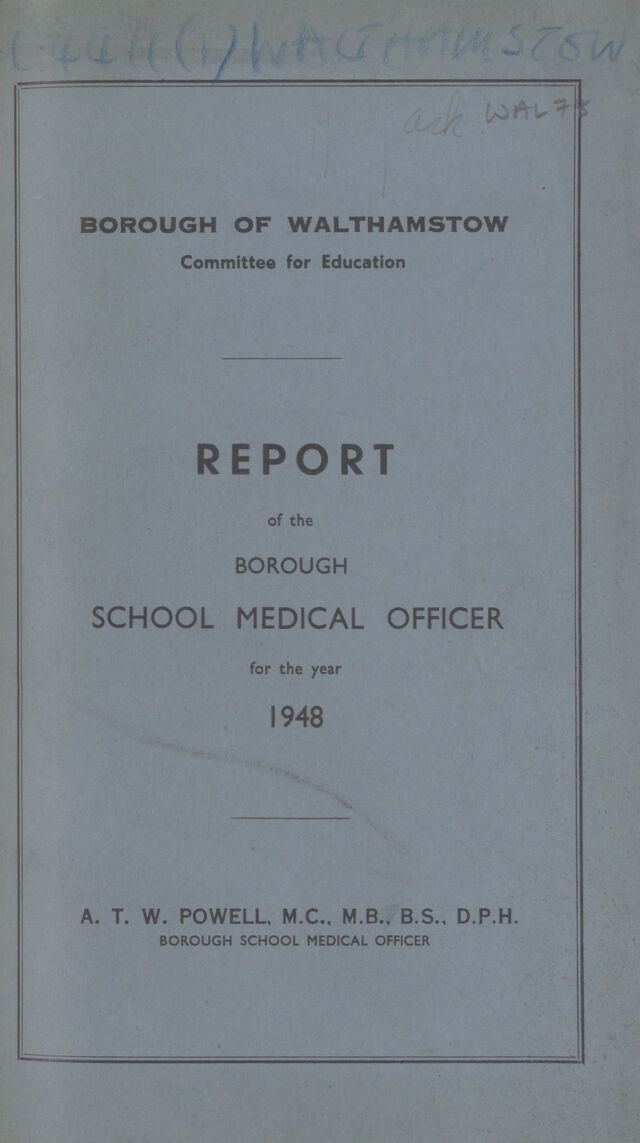 C 4411(1) WALTHAMSTOW
ask WAL 75
BOROUGH OF WALTHAMSTOW
Committee for Education
REPORT
of the
BOROUGH
SCHOOL MEDICAL OFFICER
for the year
1948
A. T. W. POWELL, M.C., M.B., B.S., D.P.H.
BOROUGH SCHOOL MEDICAL OFFICER